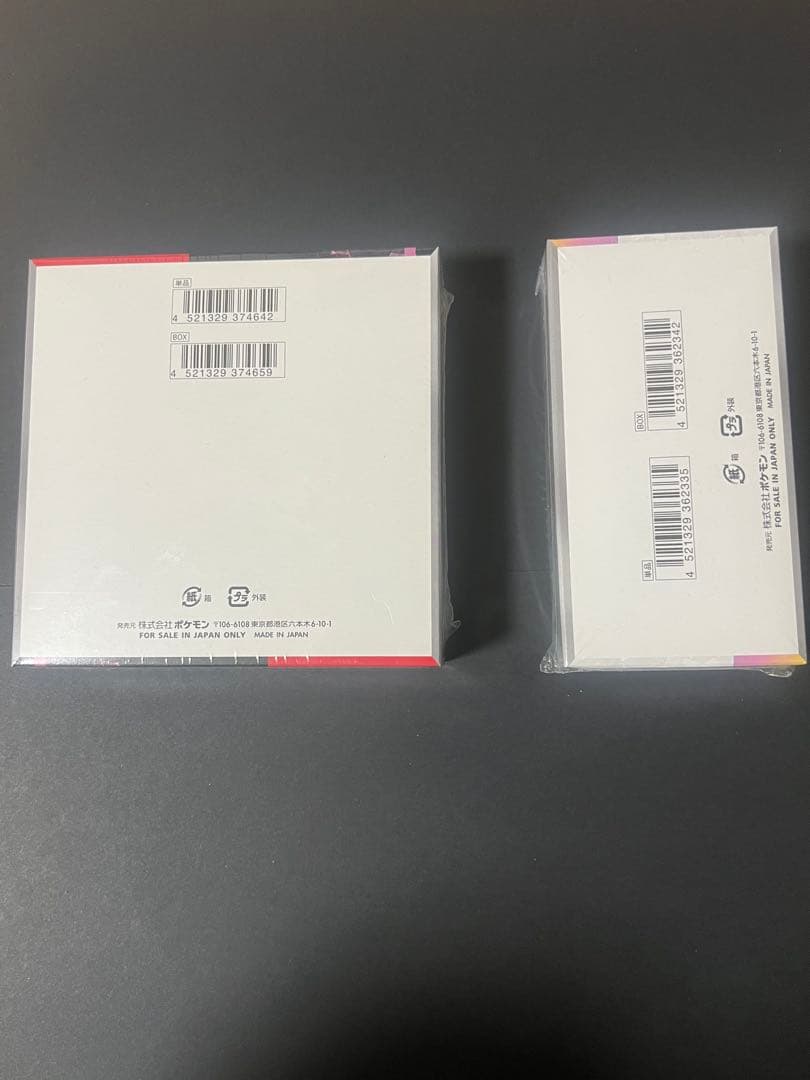 単品
4 521329 374642
BOX
4 521329 374659
紙 箱 プラ 外装
発売元 株式会社ポケモン 〒106-6108 東京都港区六本木6-10-1
FOR SALE IN JAPAN ONLY MADE IN JAPAN
BOX
4 521329 362342
単品
4 521329 362335
紙 箱 プラ 外装
発売元 株式会社ポケモン 〒106-6108 東京都港区六本木6-10-1
FOR SALE IN JAPAN ONLY MADE IN JAPAN